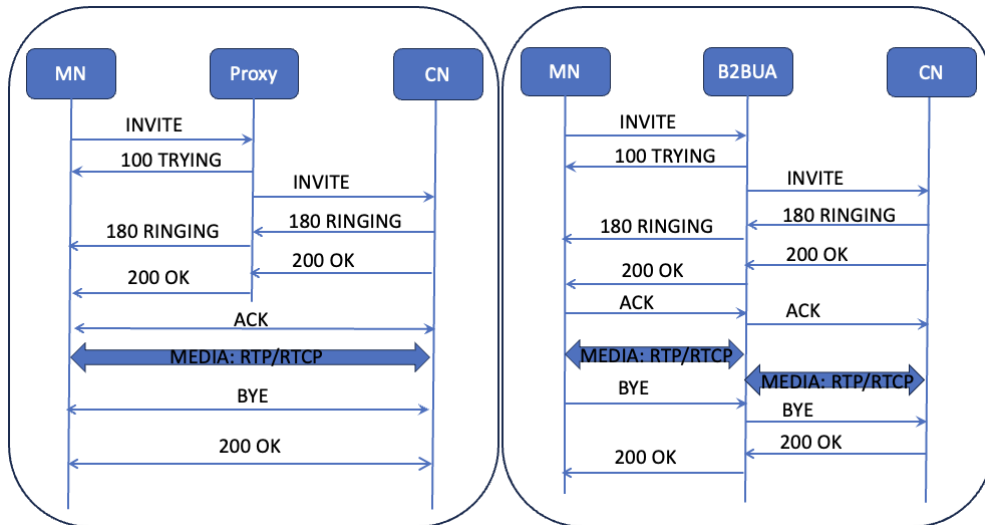 MN
Proxy
CN
INVITE
100 TRYING
INVITE
180 RINGING
180 RINGING
200 OK
200 OK
ACK
MEDIA: RTP/RTCP
BYE
200 OK
MN
B2BUA
CN
INVITE
100 TRYING
INVITE
180 RINGING
180 RINGING
200 OK
200 OK
ACK
ACK
MEDIA: RTP/RTCP
MEDIA: RTP/RTCP
BYE
BYE
200 OK
200 OK